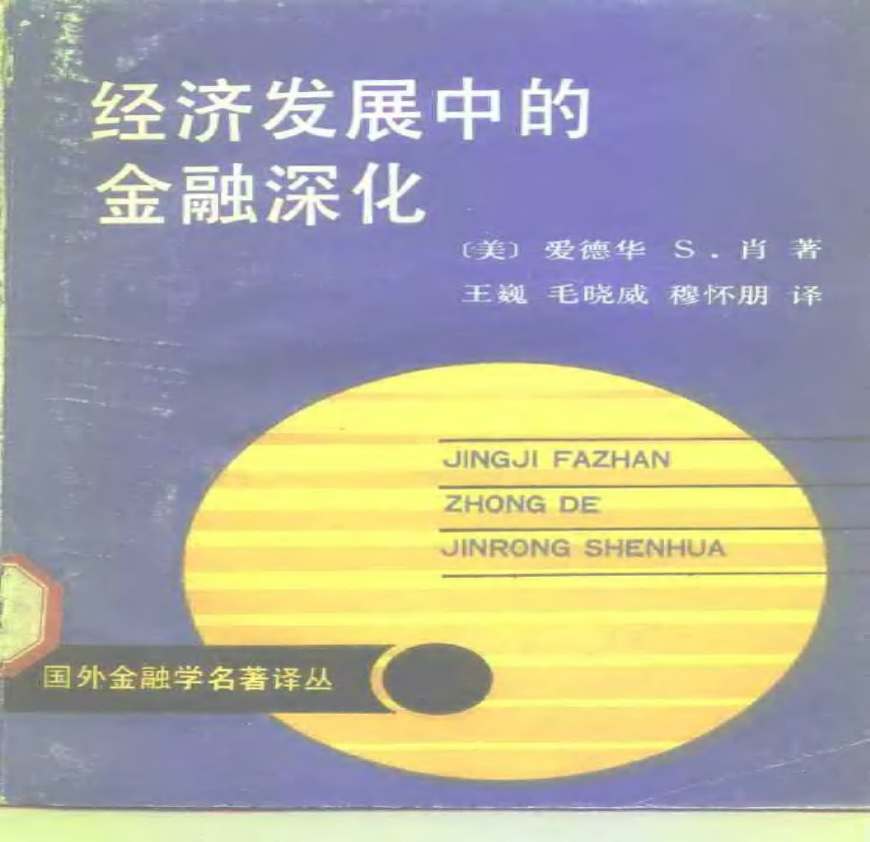 经济发展中的
金融深化
〔美〕 爱德华 S．肖 著
王巍 毛晓威 穆怀朋 译
JINGJI FAZHAN
ZHONG DE
JINRONG SHENHUA
国外金融学名著译丛